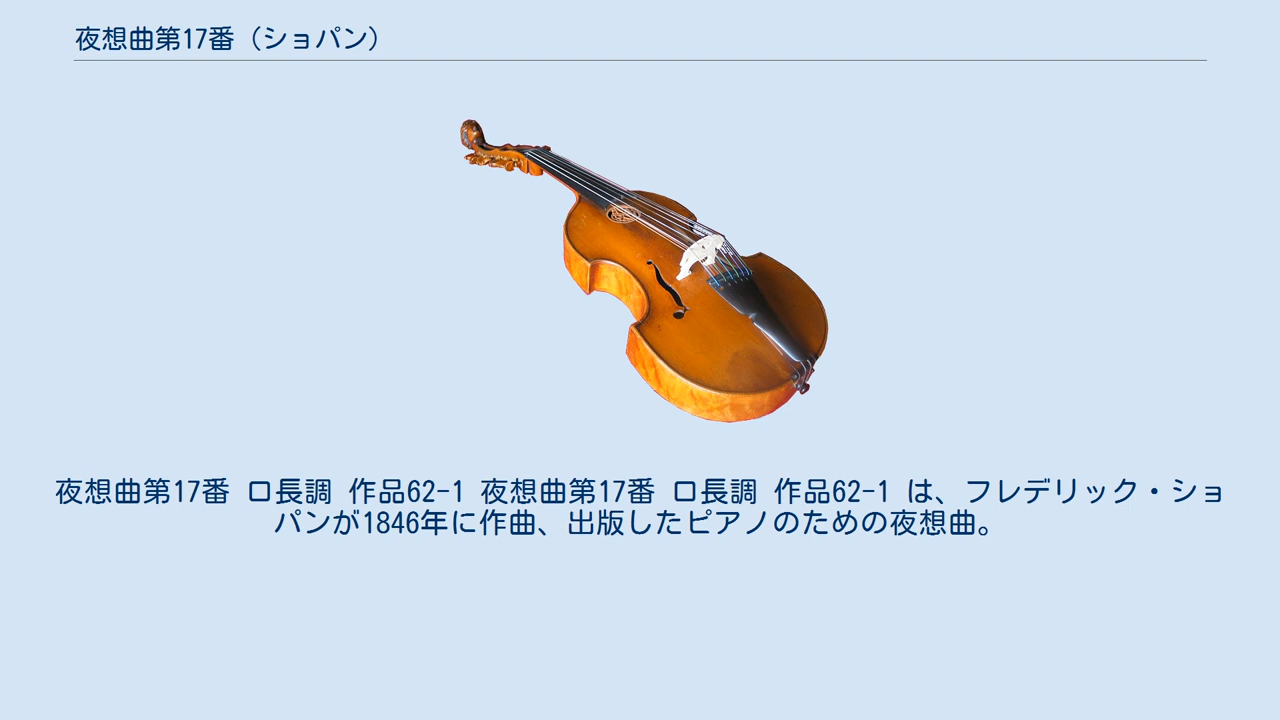 夜想曲第17番（ショパン）
夜想曲第17番 ロ長調 作品62-1 夜想曲第17番 ロ長調 作品62-1 は、フレデリック・ショ
パンが1846年に作曲、出版したピアノのための夜想曲。